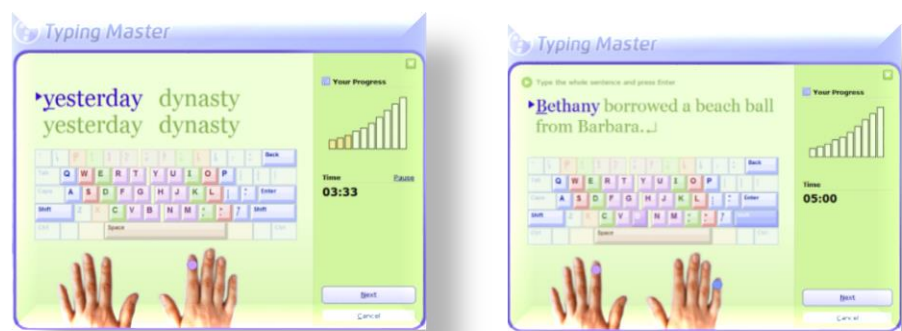 Typing Master
yesterday dynasty
yesterday dynasty
Your Progress
Time Pause
03:33
Back
Q W E R T Y U I O P
A S D F G H J K L Enter
Shift C V B N M Shift
Space
Next
Cancel
Typing Master
Type the whole sentence and press Enter
Bethany borrowed a beach ball
from Barbara.
Your Progress
Time
05:00
Back
Q W E R T Y U I O P
A S D F G H J K L Enter
Shift C V N M
Space
Next
Cancel